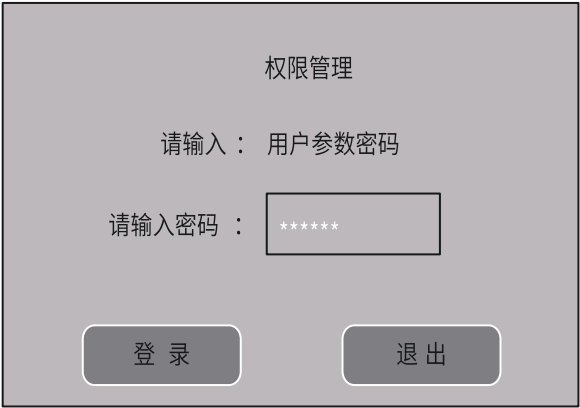 权限管理
请输入： 用户参数密码
请输入密码 ： ******
登 录 退 出